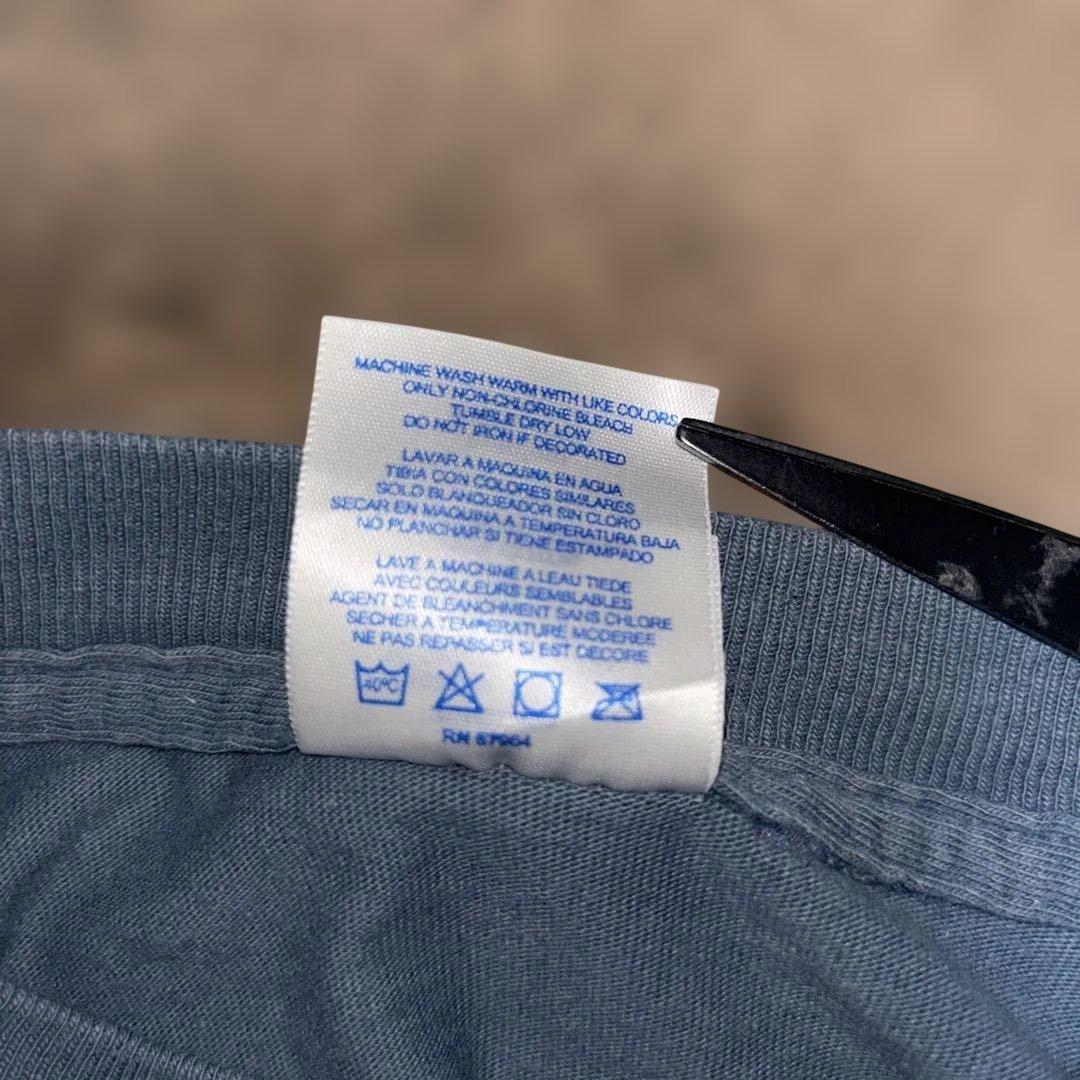 MACHINE WASH WARM WITH LIKE COLORS
ONLY NON-CHLORINE BLEACH
TUMBLE DRY LOW
DO NOT IRON IF DECORATED
LAVAR A MAQUINA EN AGUA
TIBIA CON COLORES SIMILARES
SOLO BLANQUEADOR SIN CLORO
SECAR EN MAQUINA A TEMPERATURA BAJA
NO PLANCHAR SI TIENE ESTAMPADO
LAVE A MACHINE A LEAU TIEDE
AVEC COULEURS SEMBLABLES
AGENT DE BLEANCHIMENT SANS CHLORE
SECHER A TEMPERATURE MODEREE
NE PAS REPASSER SI EST DECORE
40°C
RN